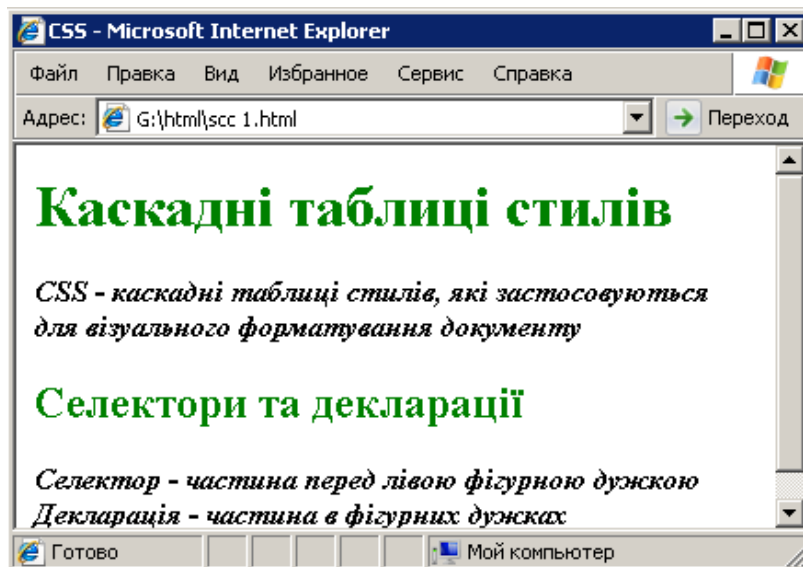 CSS - Microsoft Internet Explorer
Файл Правка Вид Избранное Сервис Справка
Адрес: G:\html\scc 1.html Переход
Каскадні таблиці стилів
CSS - каскадні таблиці стилів, які застосовуються
для візуального форматування документу
Селектори та декларації
Селектор - частина перед лівою фігурною дужскою
Декларація - частина в фігурних дужсках
Готово Мой компьютер